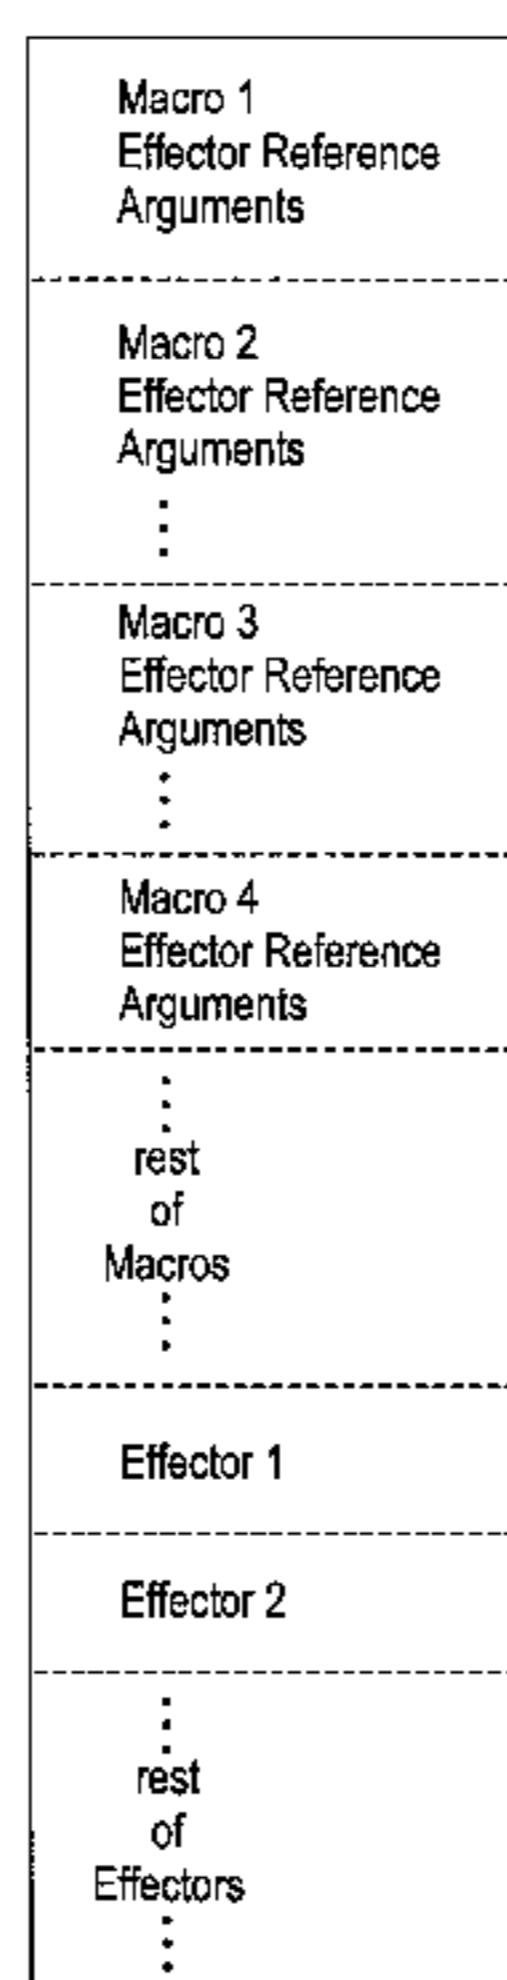 Macro 1
Effector Reference
Arguments
Macro 2
Effector Reference
Arguments
Macro 3
Effector Reference
Arguments
Macro 4
Effector Reference
Arguments
rest
of
Macros
Effector 1
Effector 2
rest
of
Effectors